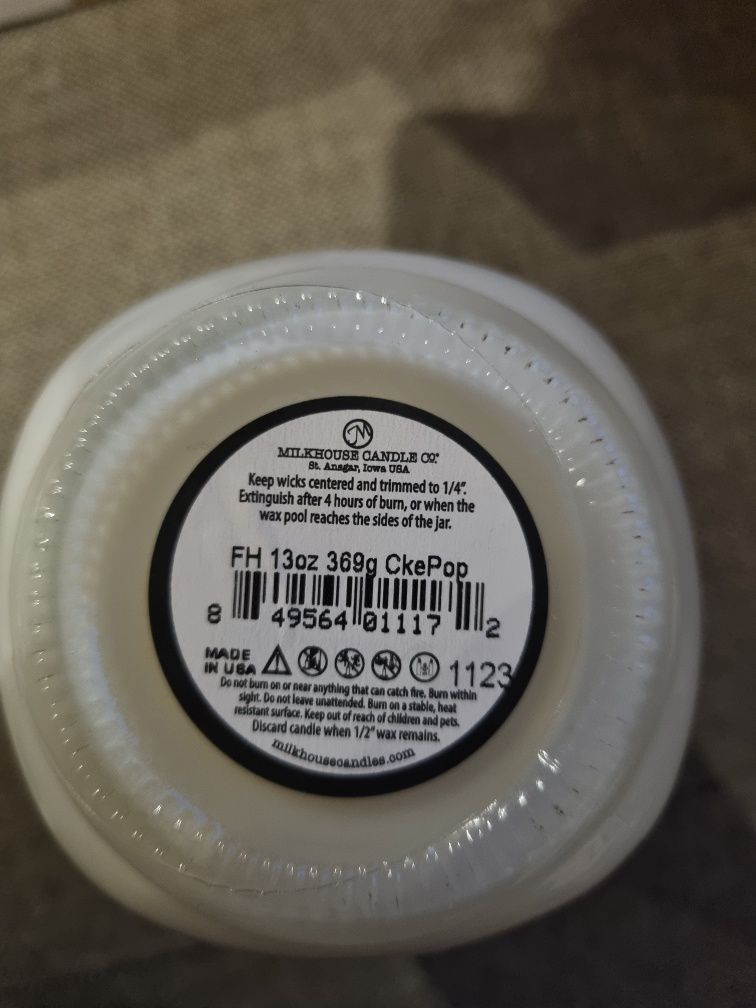 M
MILKHOUSE CANDLE CO.®
St. Ansgar, Iowa USA
Keep wicks centered and trimmed to 1/4".
Extinguish after 4 hours of burn, or when the
wax pool reaches the sides of the jar.
FH 13oz 369g CkePop
8 49564 01117 2
MADE
IN USA
1123
Do not burn on or near anything that can catch fire. Burn within
sight. Do not leave unattended. Burn on a stable, heat
resistant surface. Keep out of reach of children and pets.
Discard candle when 1/2" wax remains.
milkhousecandles.com